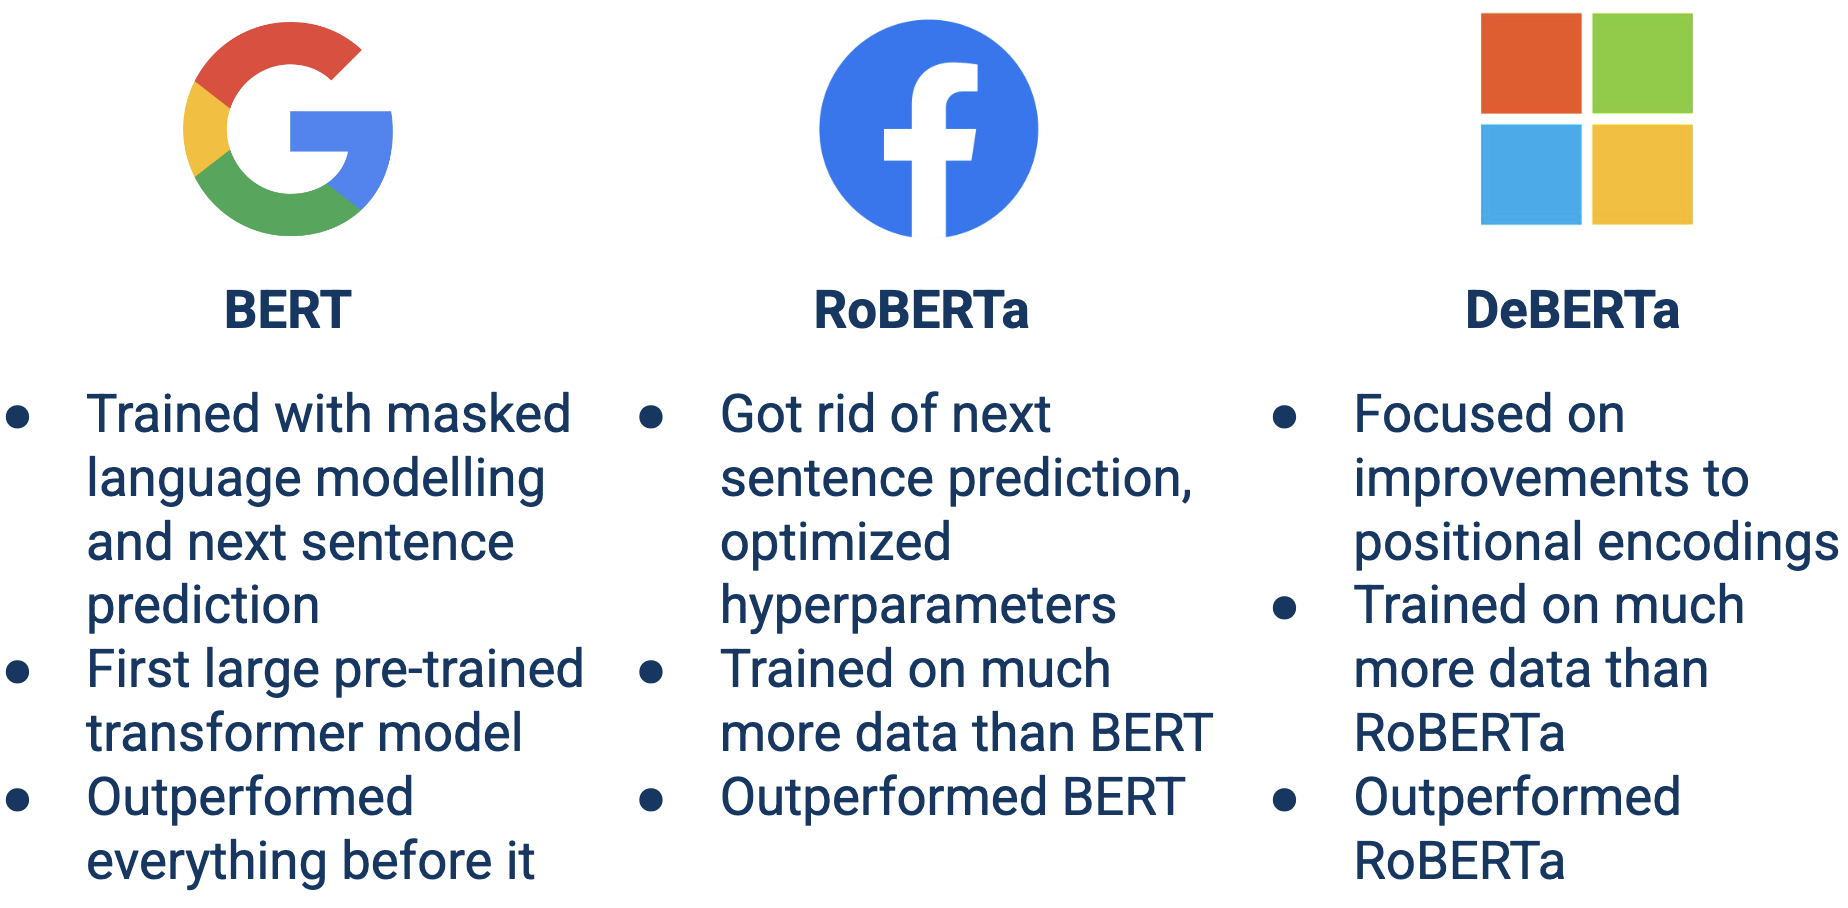 BERT
● Trained with masked
language modelling
and next sentence
prediction
● First large pre-trained
transformer model
● Outperformed
everything before it
RoBERTa
● Got rid of next
sentence prediction,
optimized
hyperparameters
● Trained on much
more data than BERT
● Outperformed BERT
DeBERTa
● Focused on
improvements to
positional encodings
● Trained on much
more data than
RoBERTa
● Outperformed
RoBERTa